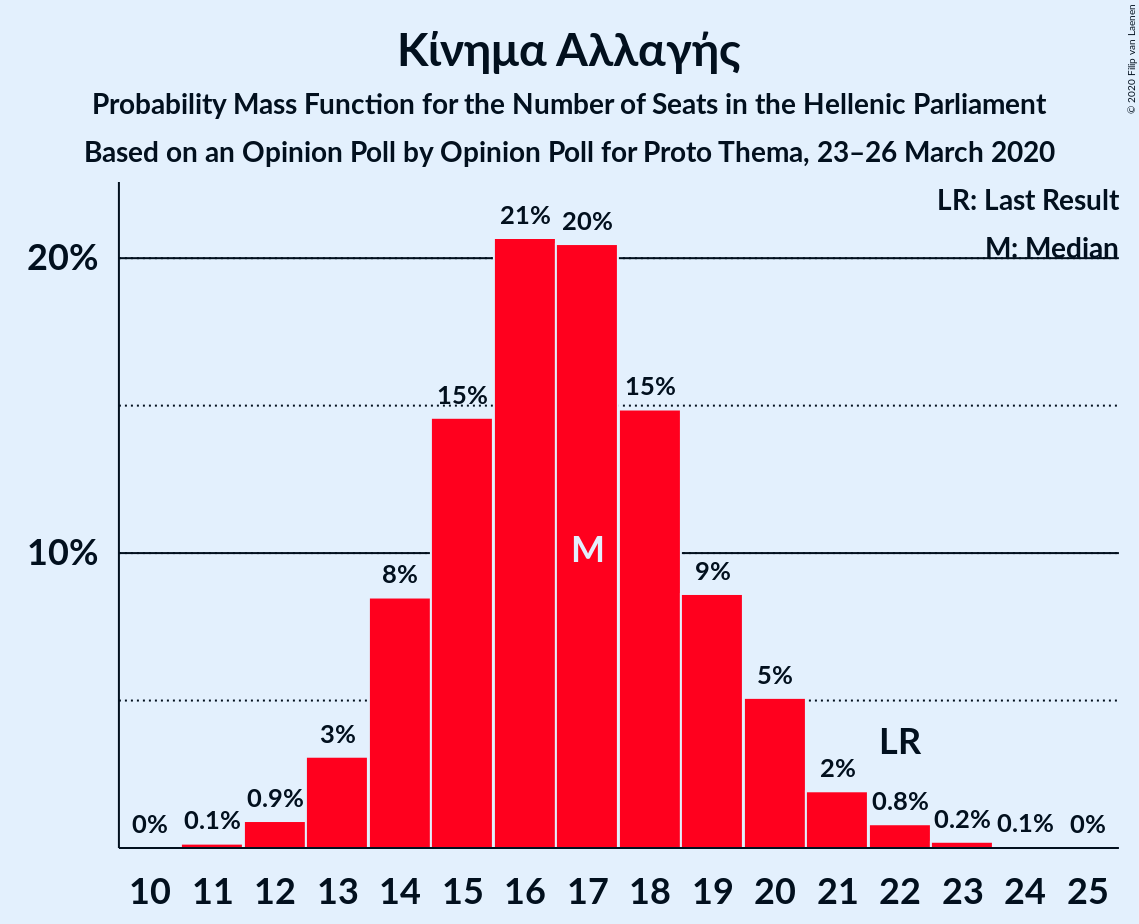 Κίνημα Αλλαγής
Probability Mass Function for the Number of Seats in the Hellenic Parliament
Based on an Opinion Poll by Opinion Poll for Proto Thema, 23–26 March 2020
© 2020 Filip van Laenen
LR: Last Result
M: Median
20%
10%
21%
20%
15%
15%
M
8%
9%
5%
3%
LR
2%
0%
0.1%
0.9%
0.8%
0.2%
0.1%
0%
10 11 12 13 14 15 16 17 18 19 20 21 22 23 24 25